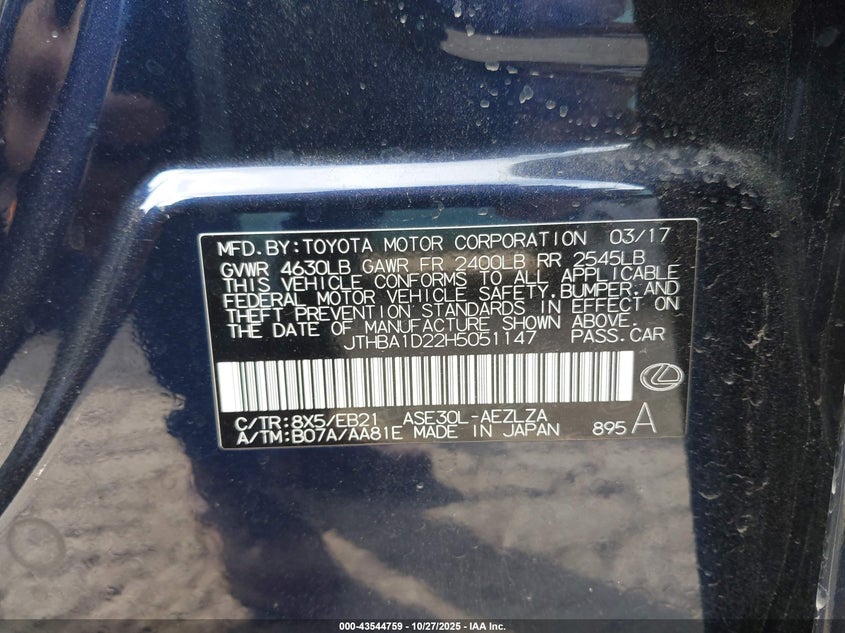 MFD.BY:TOYOTA MOTOR CORPORATION 03/17
GVWR 4630LB GAWR FR 2400LB RR 2545LB
THIS VEHICLE CONFORMS TO ALL APPLICABLE
FEDERAL MOTOR VEHICLE SAFETY,BUMPER,AND
THEFT PREVENTION STANDARDS IN EFFECT ON
THE DATE OF MANUFACTURE SHOWN ABOVE.
JTHBA1D22H5051147 PASS.CAR
C/TR:8X5/EB21 ASE30L-AEZLZA
A/TM:B07A/AA81E MADE IN JAPAN 895 A
000-43544759 | 10/27/2025 | IAA Inc.